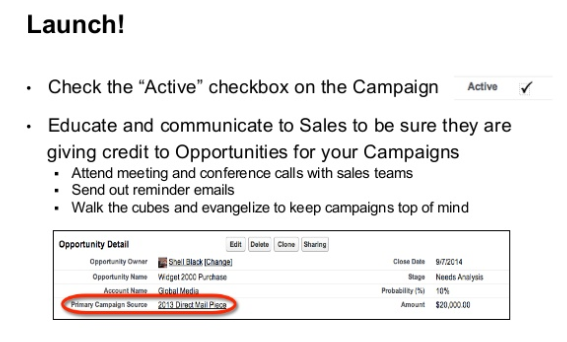 Launch!
• Check the “Active” checkbox on the Campaign
Active ✓
• Educate and communicate to Sales to be sure they are
giving credit to Opportunities for your Campaigns
▪ Attend meeting and conference calls with sales teams
▪ Send out reminder emails
▪ Walk the cubes and evangelize to keep campaigns top of mind
Opportunity Detail Edit Delete Clone Sharing
Opportunity Owner Shell Black [Change] Close Date 9/7/2014
Opportunity Name Widget 2000 Purchase Stage Needs Analysis
Account Name Global Media Probability (%) 10%
Primary Campaign Source 2013 Direct Mail Piece Amount $20,000.00